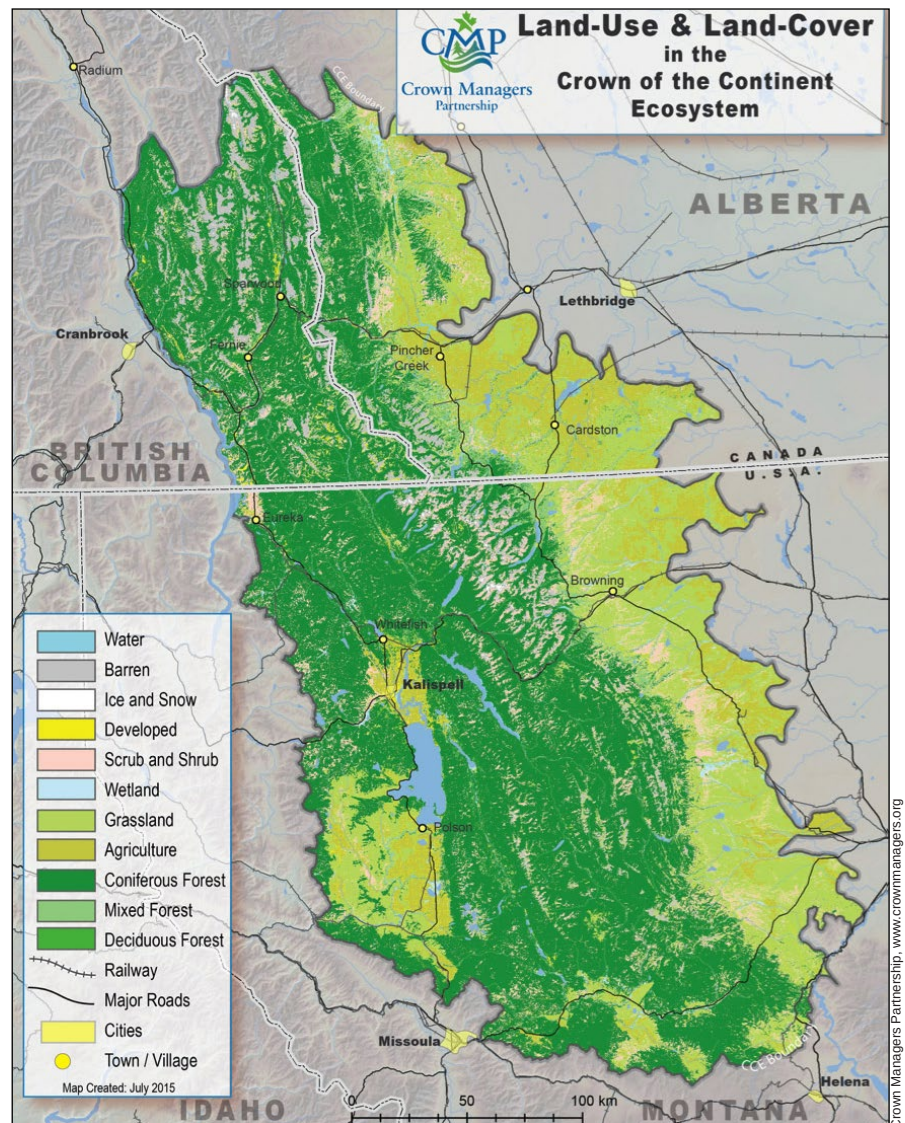 CMP
Crown Managers
Partnership
Land-Use & Land-Cover
in the
Crown of the Continent
Ecosystem
Radium
CCE Boundary
ALBERTA
Sparwood
Lethbridge
Cranbrook
Fernie
Pincher
Creek
Cardston
BRITISH
COLUMBIA
CANADA
U.S.A.
Eureka
Browning
Whitefish
Kalispell
Polson
Water
Barren
Ice and Snow
Developed
Scrub and Shrub
Wetland
Grassland
Agriculture
Coniferous Forest
Mixed Forest
Deciduous Forest
Railway
Major Roads
Cities
Town / Village
Map Created: July 2015
Missoula
CCE Boundary
Helena
IDAHO
0 50 100 km
MONTANA
Crown Managers Partnership, www.crownmanagers.org